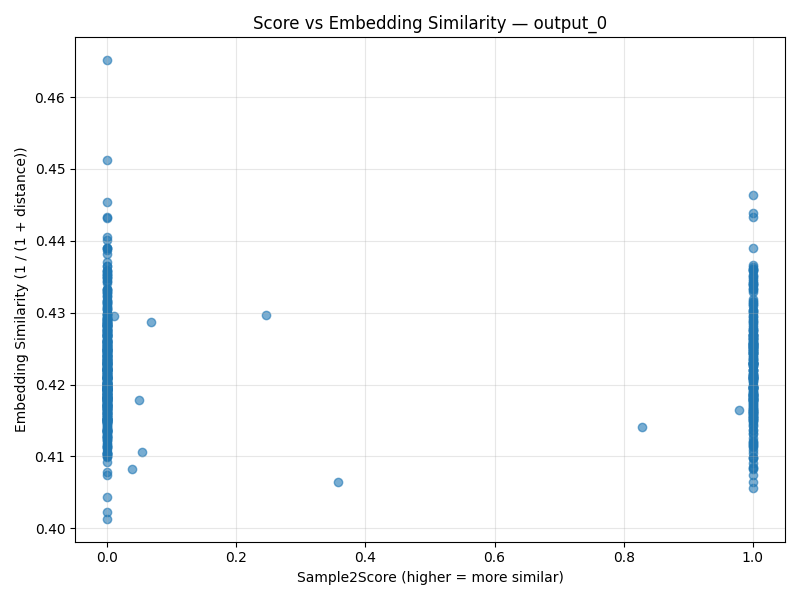 Score vs Embedding Similarity — output_0
Embedding Similarity (1 / (1 + distance))
0.46
0.45
0.44
0.43
0.42
0.41
0.40
0.0 0.2 0.4 0.6 0.8 1.0
Sample2Score (higher = more similar)